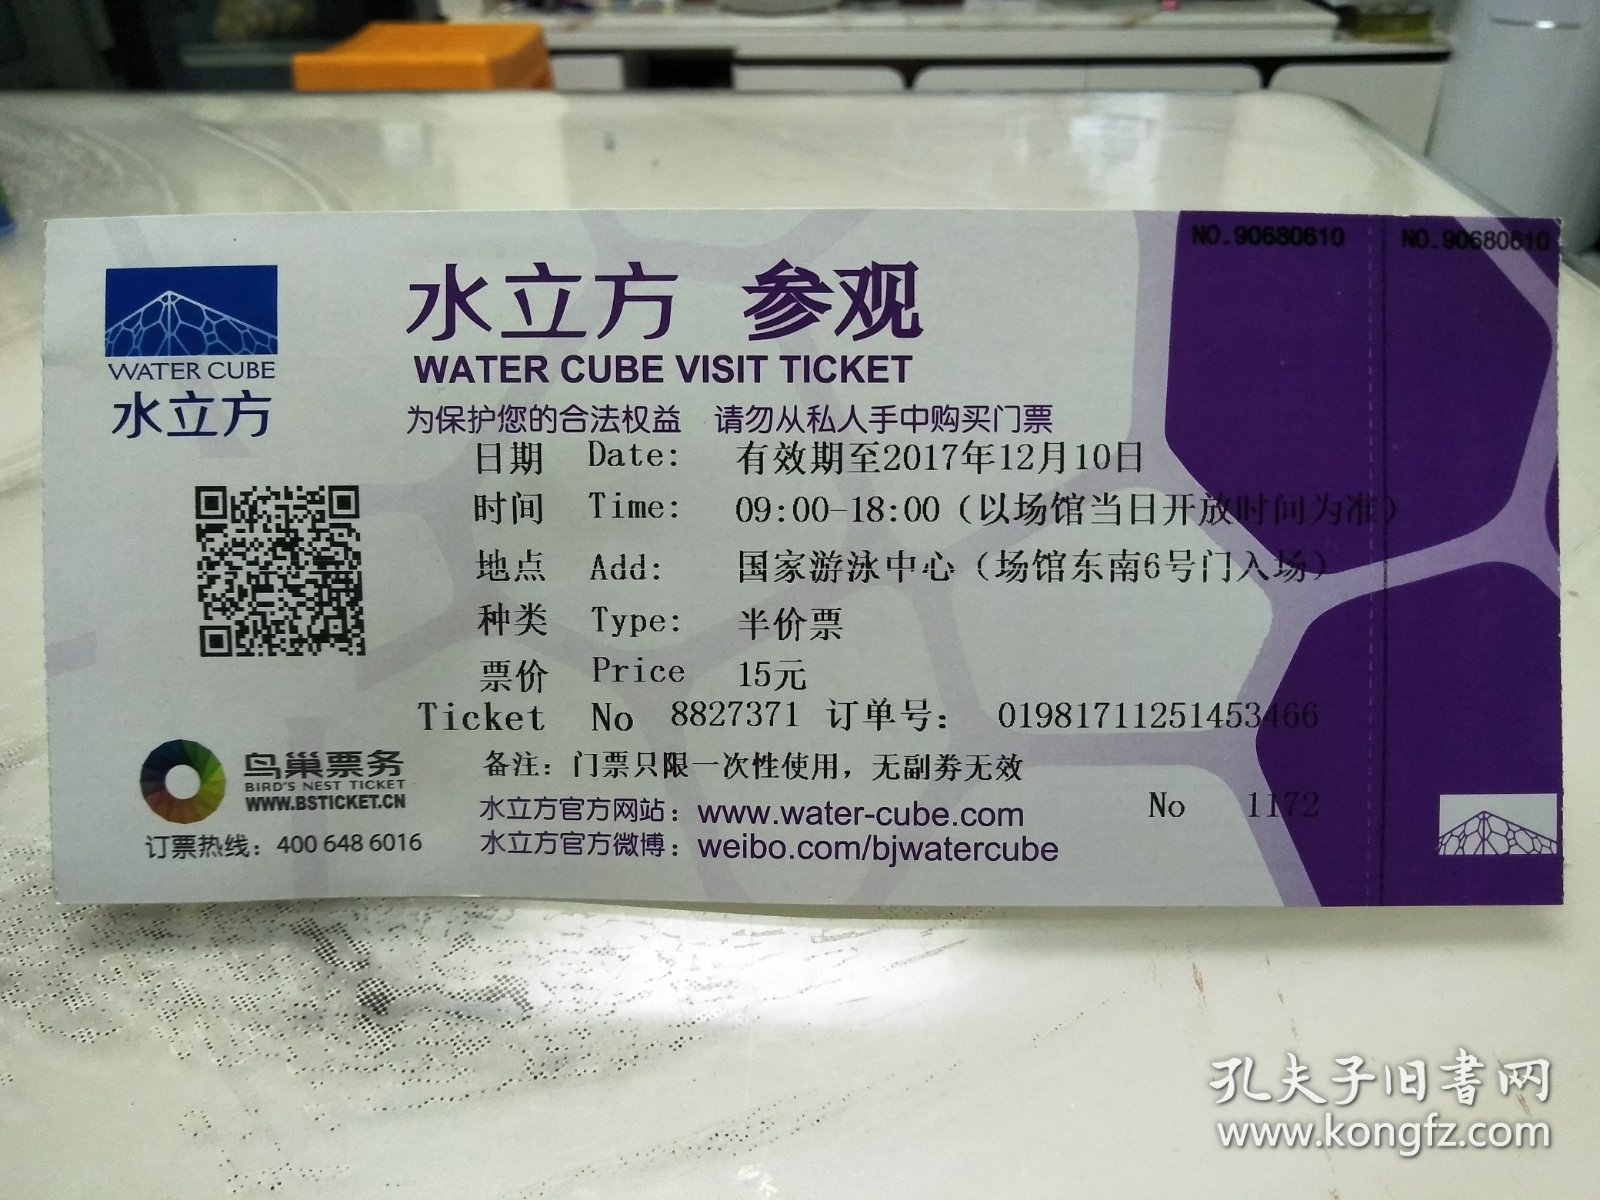 NO.90680610 NO.90680610
水立方 参观
WATER CUBE VISIT TICKET
WATER CUBE
水立方
为保护您的合法权益 请勿从私人手中购买门票
日期 Date: 有效期至2017年12月10日
时间 Time: 09:00-18:00（以场馆当日开放时间为准）
地点 Add: 国家游泳中心（场馆东南6号门入场）
种类 Type: 半价票
票价 Price 15元
Ticket No 8827371 订单号： 01981711251453466
备注：门票只限一次性使用，无副券无效
鸟巢票务
BIRD'S NEST TICKET
WWW.BSTICKET.CN
订票热线：400 648 6016
水立方官方网站：www.water-cube.com
水立方官方微博：weibo.com/bjwatercube
No 1172
孔夫子旧书网
www.kongfz.com